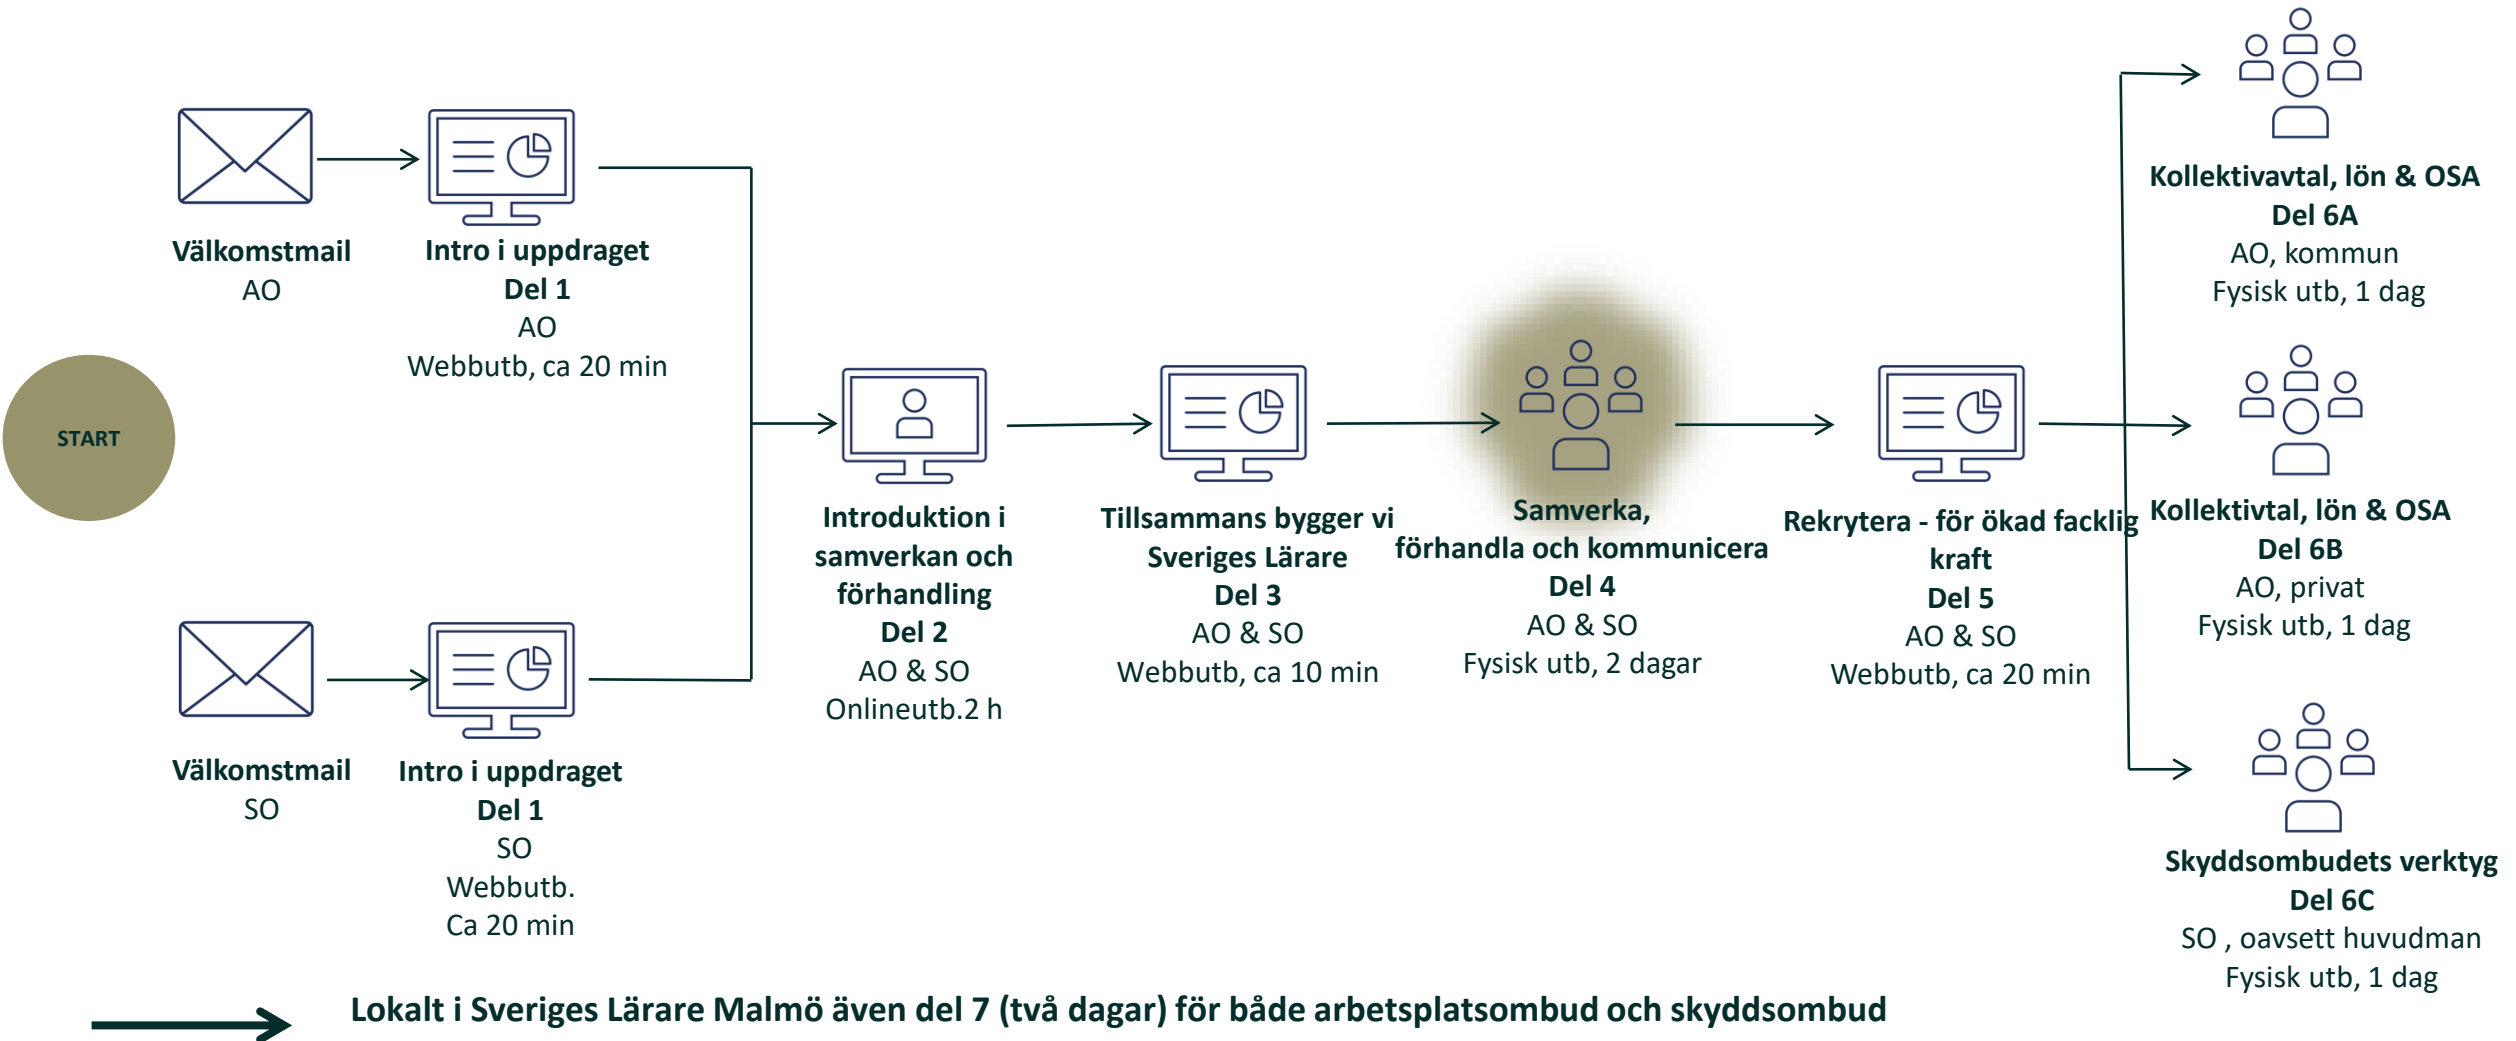 START
Välkomstmail
AO
Intro i uppdraget
Del 1
AO
Webbutb, ca 20 min
Välkomstmail
SO
Intro i uppdraget
Del 1
SO
Webbutb.
Ca 20 min
Introduktion i
samverkan och
förhandling
Del 2
AO & SO
Onlineutb.2 h
Tillsammans bygger vi
Sveriges Lärare
Del 3
AO & SO
Webbutb, ca 10 min
Samverka,
förhandla och kommunicera
Del 4
AO & SO
Fysisk utb, 2 dagar
Rekrytera - för ökad facklig
kraft
Del 5
AO & SO
Webbutb, ca 20 min
Kollektivavtal, lön & OSA
Del 6A
AO, kommun
Fysisk utb, 1 dag
Kollektivtal, lön & OSA
Del 6B
AO, privat
Fysisk utb, 1 dag
Skyddsombudets verktyg
Del 6C
SO , oavsett huvudman
Fysisk utb, 1 dag
Lokalt i Sveriges Lärare Malmö även del 7 (två dagar) för både arbetsplatsombud och skyddsombud